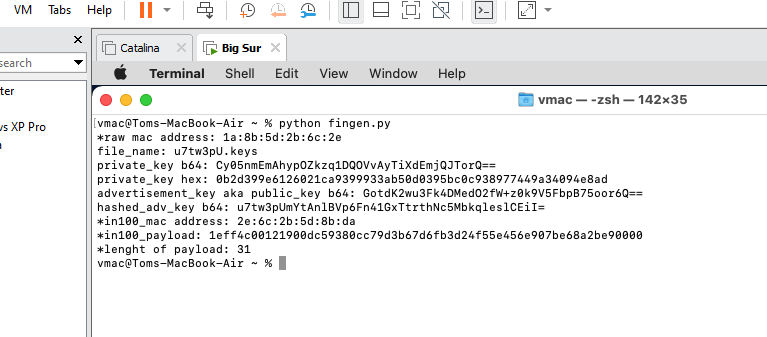 VM Tabs Help
search
Catalina
Big Sur
ter
Terminal Shell Edit View Window Help
vs XP Pro
vmac — -zsh — 142×35
[vmac@Toms-MacBook-Air ~ % python fingen.py
*raw mac address: 1a:8b:5d:2b:6c:2e
file_name: u7tw3pU.keys
private_key b64: Cy05nmEmAhypOZkzq1DQOVvAyTiXdEmjQJTorQ==
private_key hex: 0b2d399e6126021ca9399933ab50d0395bc0c938977449a34094e8ad
advertisement_key aka public_key b64: GotdK2wu3Fk4DMedO2fW+z0k9V5FbpB75oor6Q==
hashed_adv_key b64: u7tw3pUmYtAnlBVp6Fn41GxTtrthNc5MbkqleslCEiI=
*in100_mac address: 2e:6c:2b:5d:8b:da
*in100_payload: 1eff4c00121900dc59380cc79d3b67d6fb3d24f55e456e907be68a2be90000
*lenght of payload: 31
vmac@Toms-MacBook-Air ~ %